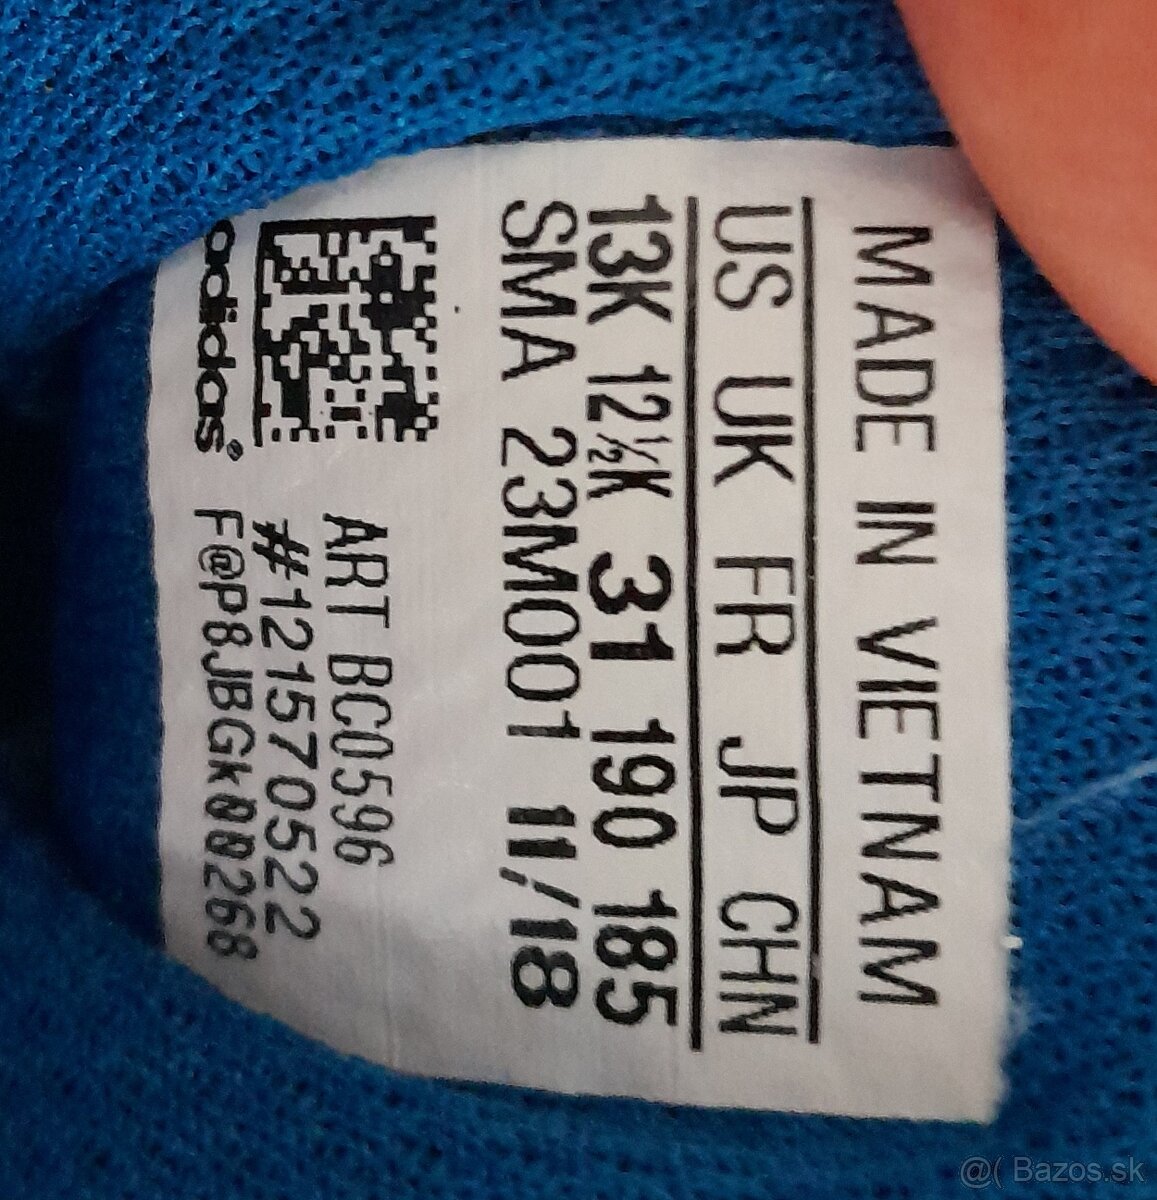 MADE IN VIETNAM
US UK FR JP CHN
13K 12½K 31 190 185
SMA 23M001 11/18
ART BC0596
#121570522
F@P8JBGk00268
adidas®
@( Bazos.sk